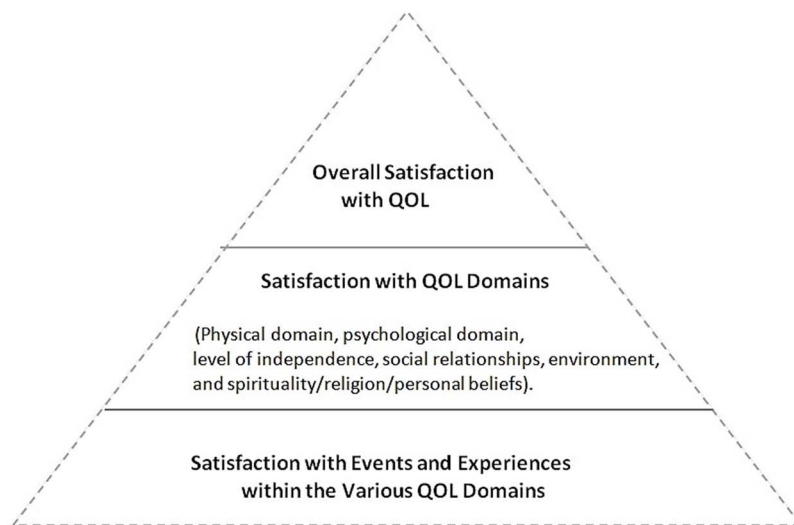 Overall Satisfaction
with QOL
Satisfaction with QOL Domains
(Physical domain, psychological domain,
level of independence, social relationships, environment,
and spirituality/religion/personal beliefs).
Satisfaction with Events and Experiences
within the Various QOL Domains